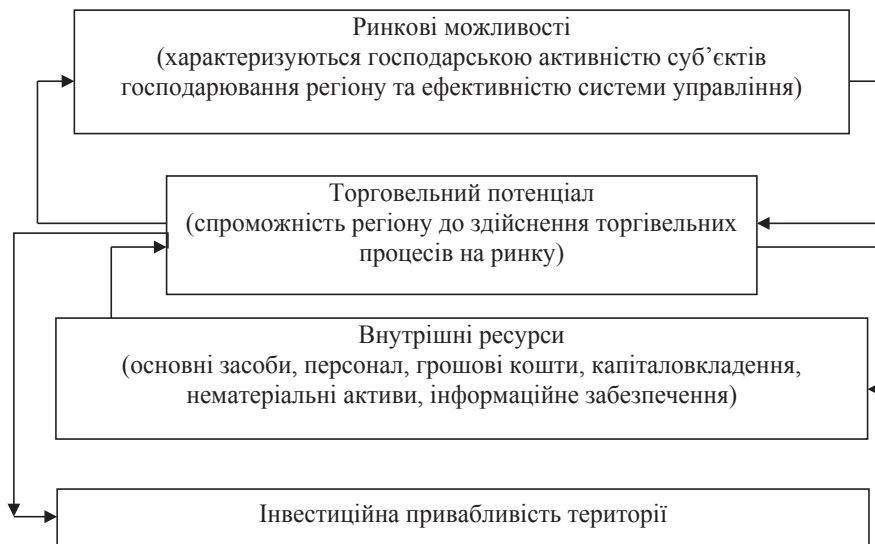 Ринкові можливості
(характеризуються господарською активністю суб’єктів
господарювання регіону та ефективністю системи управління)
Торговельний потенціал
(спроможність регіону до здійснення торгівельних
процесів на ринку)
Внутрішні ресурси
(основні засоби, персонал, грошові кошти, капіталовкладення,
нематеріальні активи, інформаційне забезпечення)
Інвестиційна привабливість території